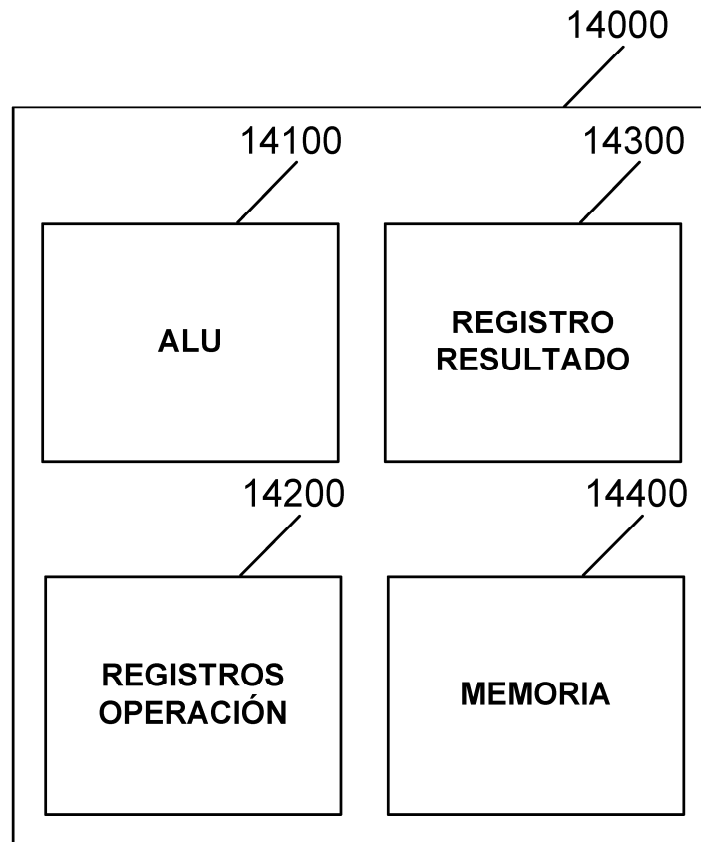 14000
14100
14300
ALU
REGISTRO
RESULTADO
14200
14400
REGISTROS
OPERACIÓN
MEMORIA